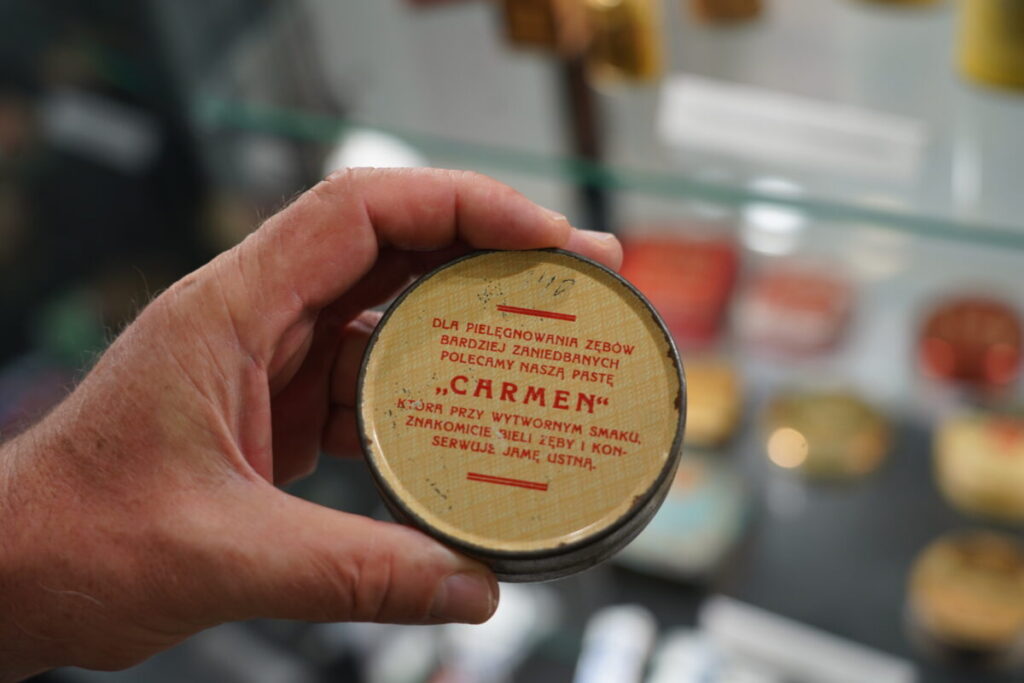 DLA PIELĘGNOWANIA ZĘBÓW
BARDZIEJ ZANIEDBANYCH
POLECAMY NASZĄ PASTĘ
„CARMEN“
KTÓRA PRZY WYTWORNYM SMAKU,
ZNAKOMICIE BIELI ZĘBY I KON-
SERWUJE JAMĘ USTNĄ.